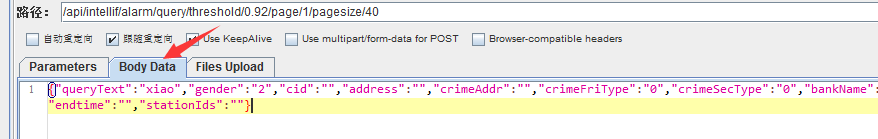 路径： /api/intellif/alarm/query/threshold/0.92/page/1/pagesize/40
自动重定向 跟随重定向 Use KeepAlive Use multipart/form-data for POST Browser-compatible headers
Parameters Body Data Files Upload
1 {"queryText":"xiao","gender":"2","cid":"","address":"","crimeAddr":"","crimeFriType":"0","crimeSecType":"0","bankName":
"endtime":"","stationIds":""}